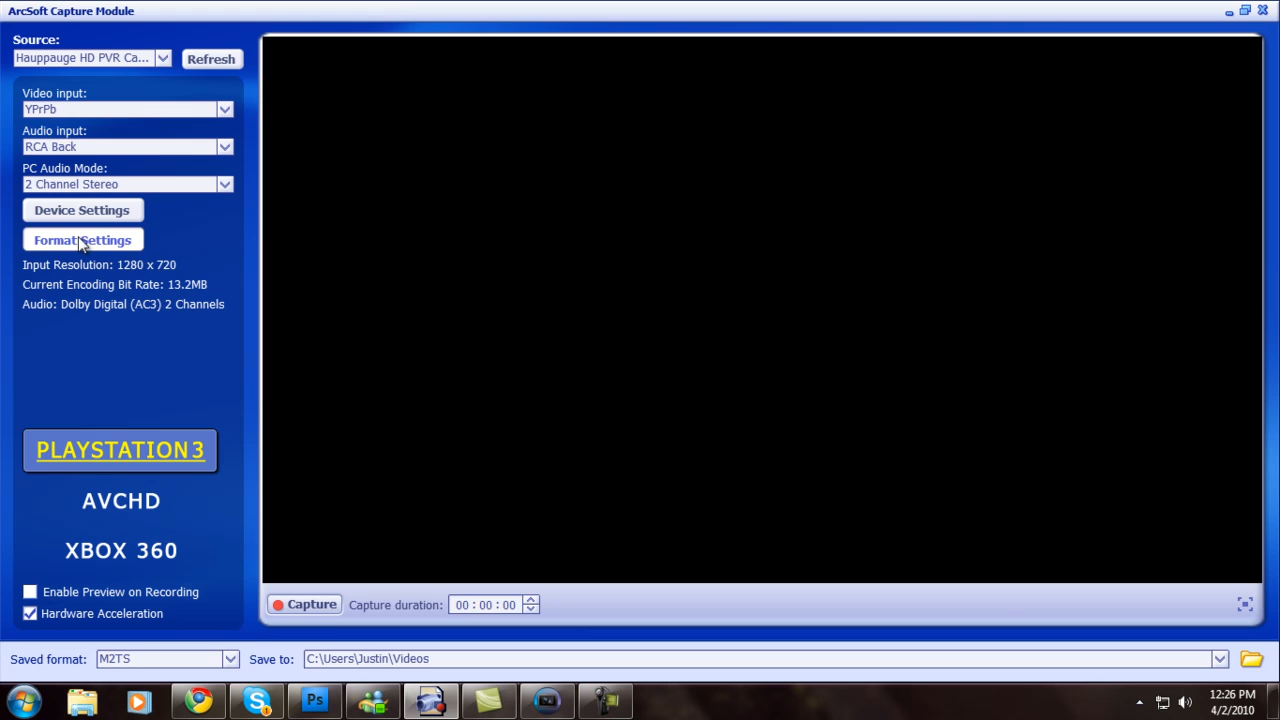 ArcSoft Capture Module
Source:
Hauppauge HD PVR Ca...
Refresh
Video input:
YPrPb
Audio input:
RCA Back
PC Audio Mode:
2 Channel Stereo
Device Settings
Format Settings
Input Resolution: 1280 x 720
Current Encoding Bit Rate: 13.2MB
Audio: Dolby Digital (AC3) 2 Channels
PLAYSTATION3
AVCHD
XBOX 360
Enable Preview on Recording
Hardware Acceleration
Capture
Capture duration: 00 : 00 : 00
Saved format: M2TS
Save to: C:\Users\Justin\Videos
Ps
12:26 PM
4/2/2010